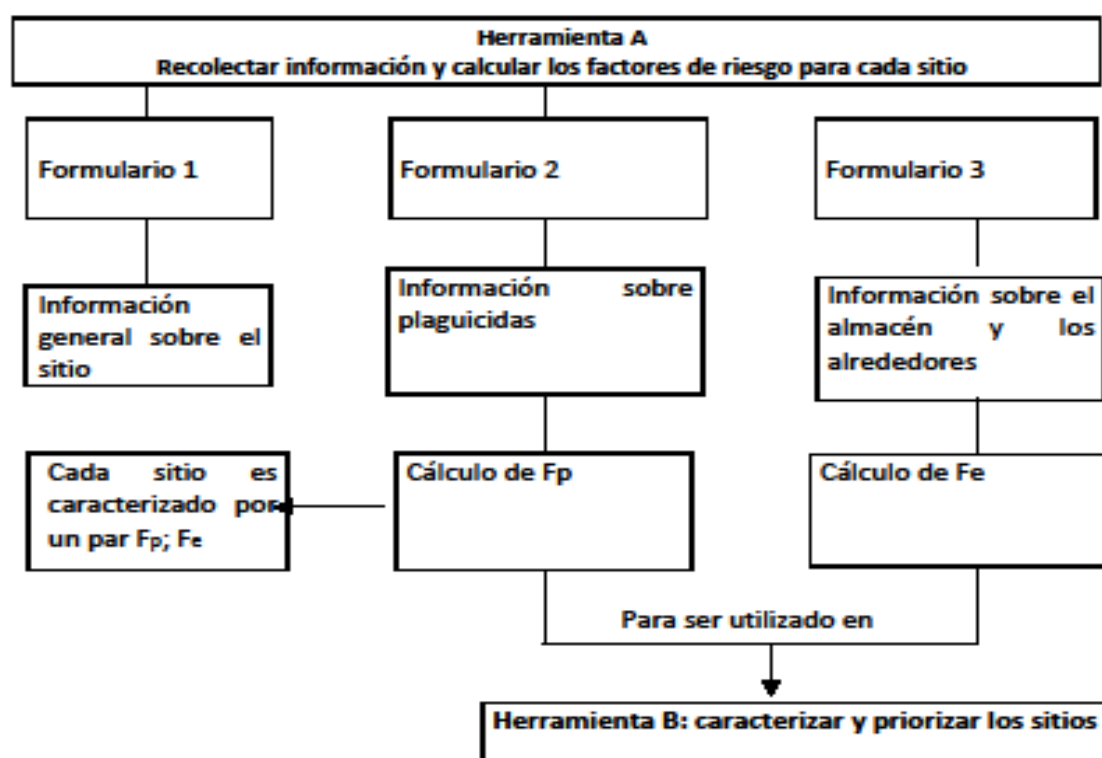 Herramienta A
Recolectar información y calcular los factores de riesgo para cada sitio
Formulario 1
Formulario 2
Formulario 3
Información
general sobre el
sitio
Información sobre
plaguicidas
Información sobre el
almacén y los
alrededores
Cada sitio es
caracterizado por
un par Fp; Fe
Cálculo de Fp
Cálculo de Fe
Para ser utilizado en
Herramienta B: caracterizar y priorizar los sitios